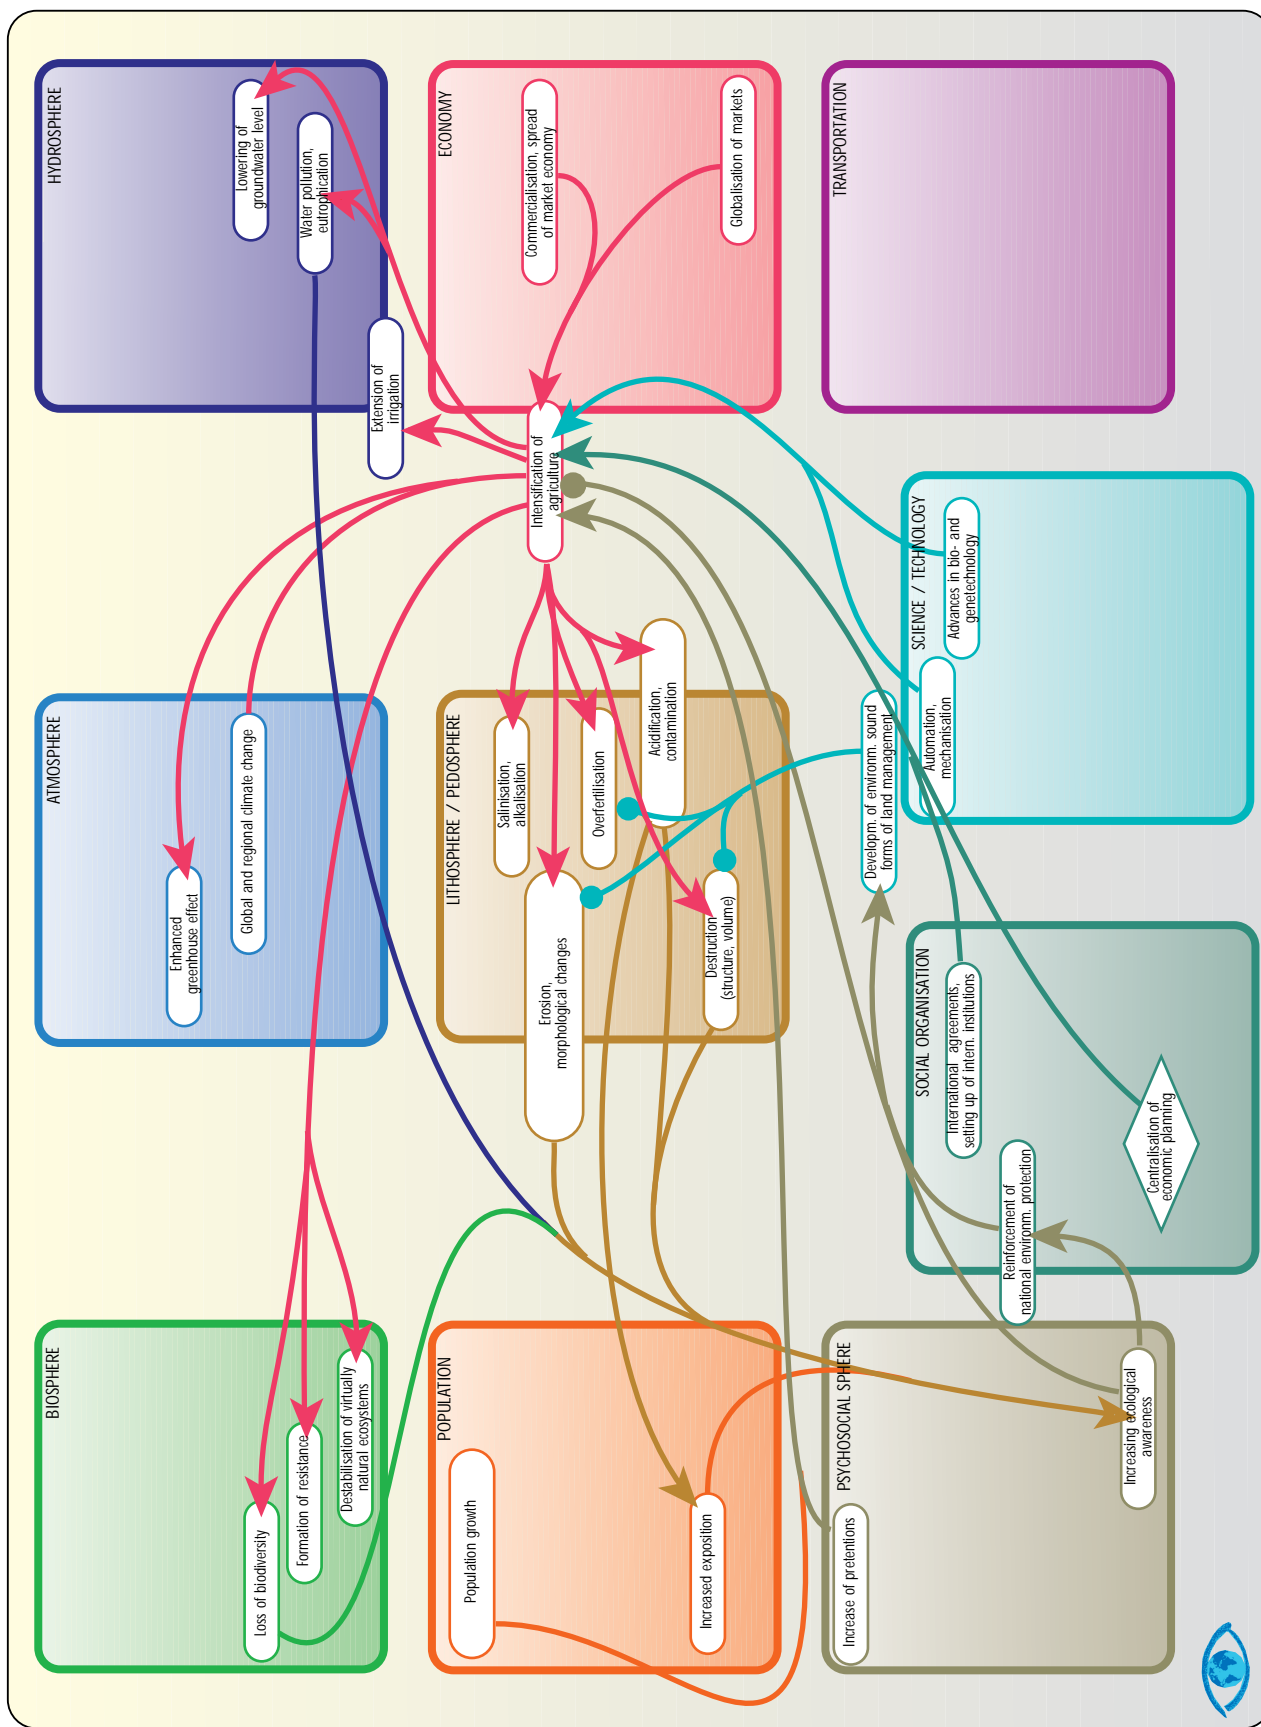 BIOSPHERE
Loss of biodiversity
Formation of resistance
Destabilisation of virtually
natural ecosystems
ATMOSPHERE
Enhanced
greenhouse effect
Global and regional climate change
HYDROSPHERE
Lowering of
groundwater level
Water pollution,
eutrophication
Extension of
irrigation
POPULATION
Population growth
Increased exposition
LITHOSPHERE / PEDOSPHERE
Salinisation,
alkalisation
Erosion,
morphological changes
Overfertilisation
Acidification,
contamination
Destruction
(structure, volume)
ECONOMY
Commercialisation, spread
of market economy
Globalisation of markets
Intensification of
agriculture
PSYCHOSOCIAL SPHERE
Increase of pretentions
Increasing ecological
awareness
SOCIAL ORGANISATION
International agreements,
setting up of intern. institutions
Reinforcement of
national environm. protection
Centralisation of
economic planning
SCIENCE / TECHNOLOGY
Developm. of environm. sound
forms of land management
Automation,
mechanisation
Advances in bio- and
genetechnology
TRANSPORTATION